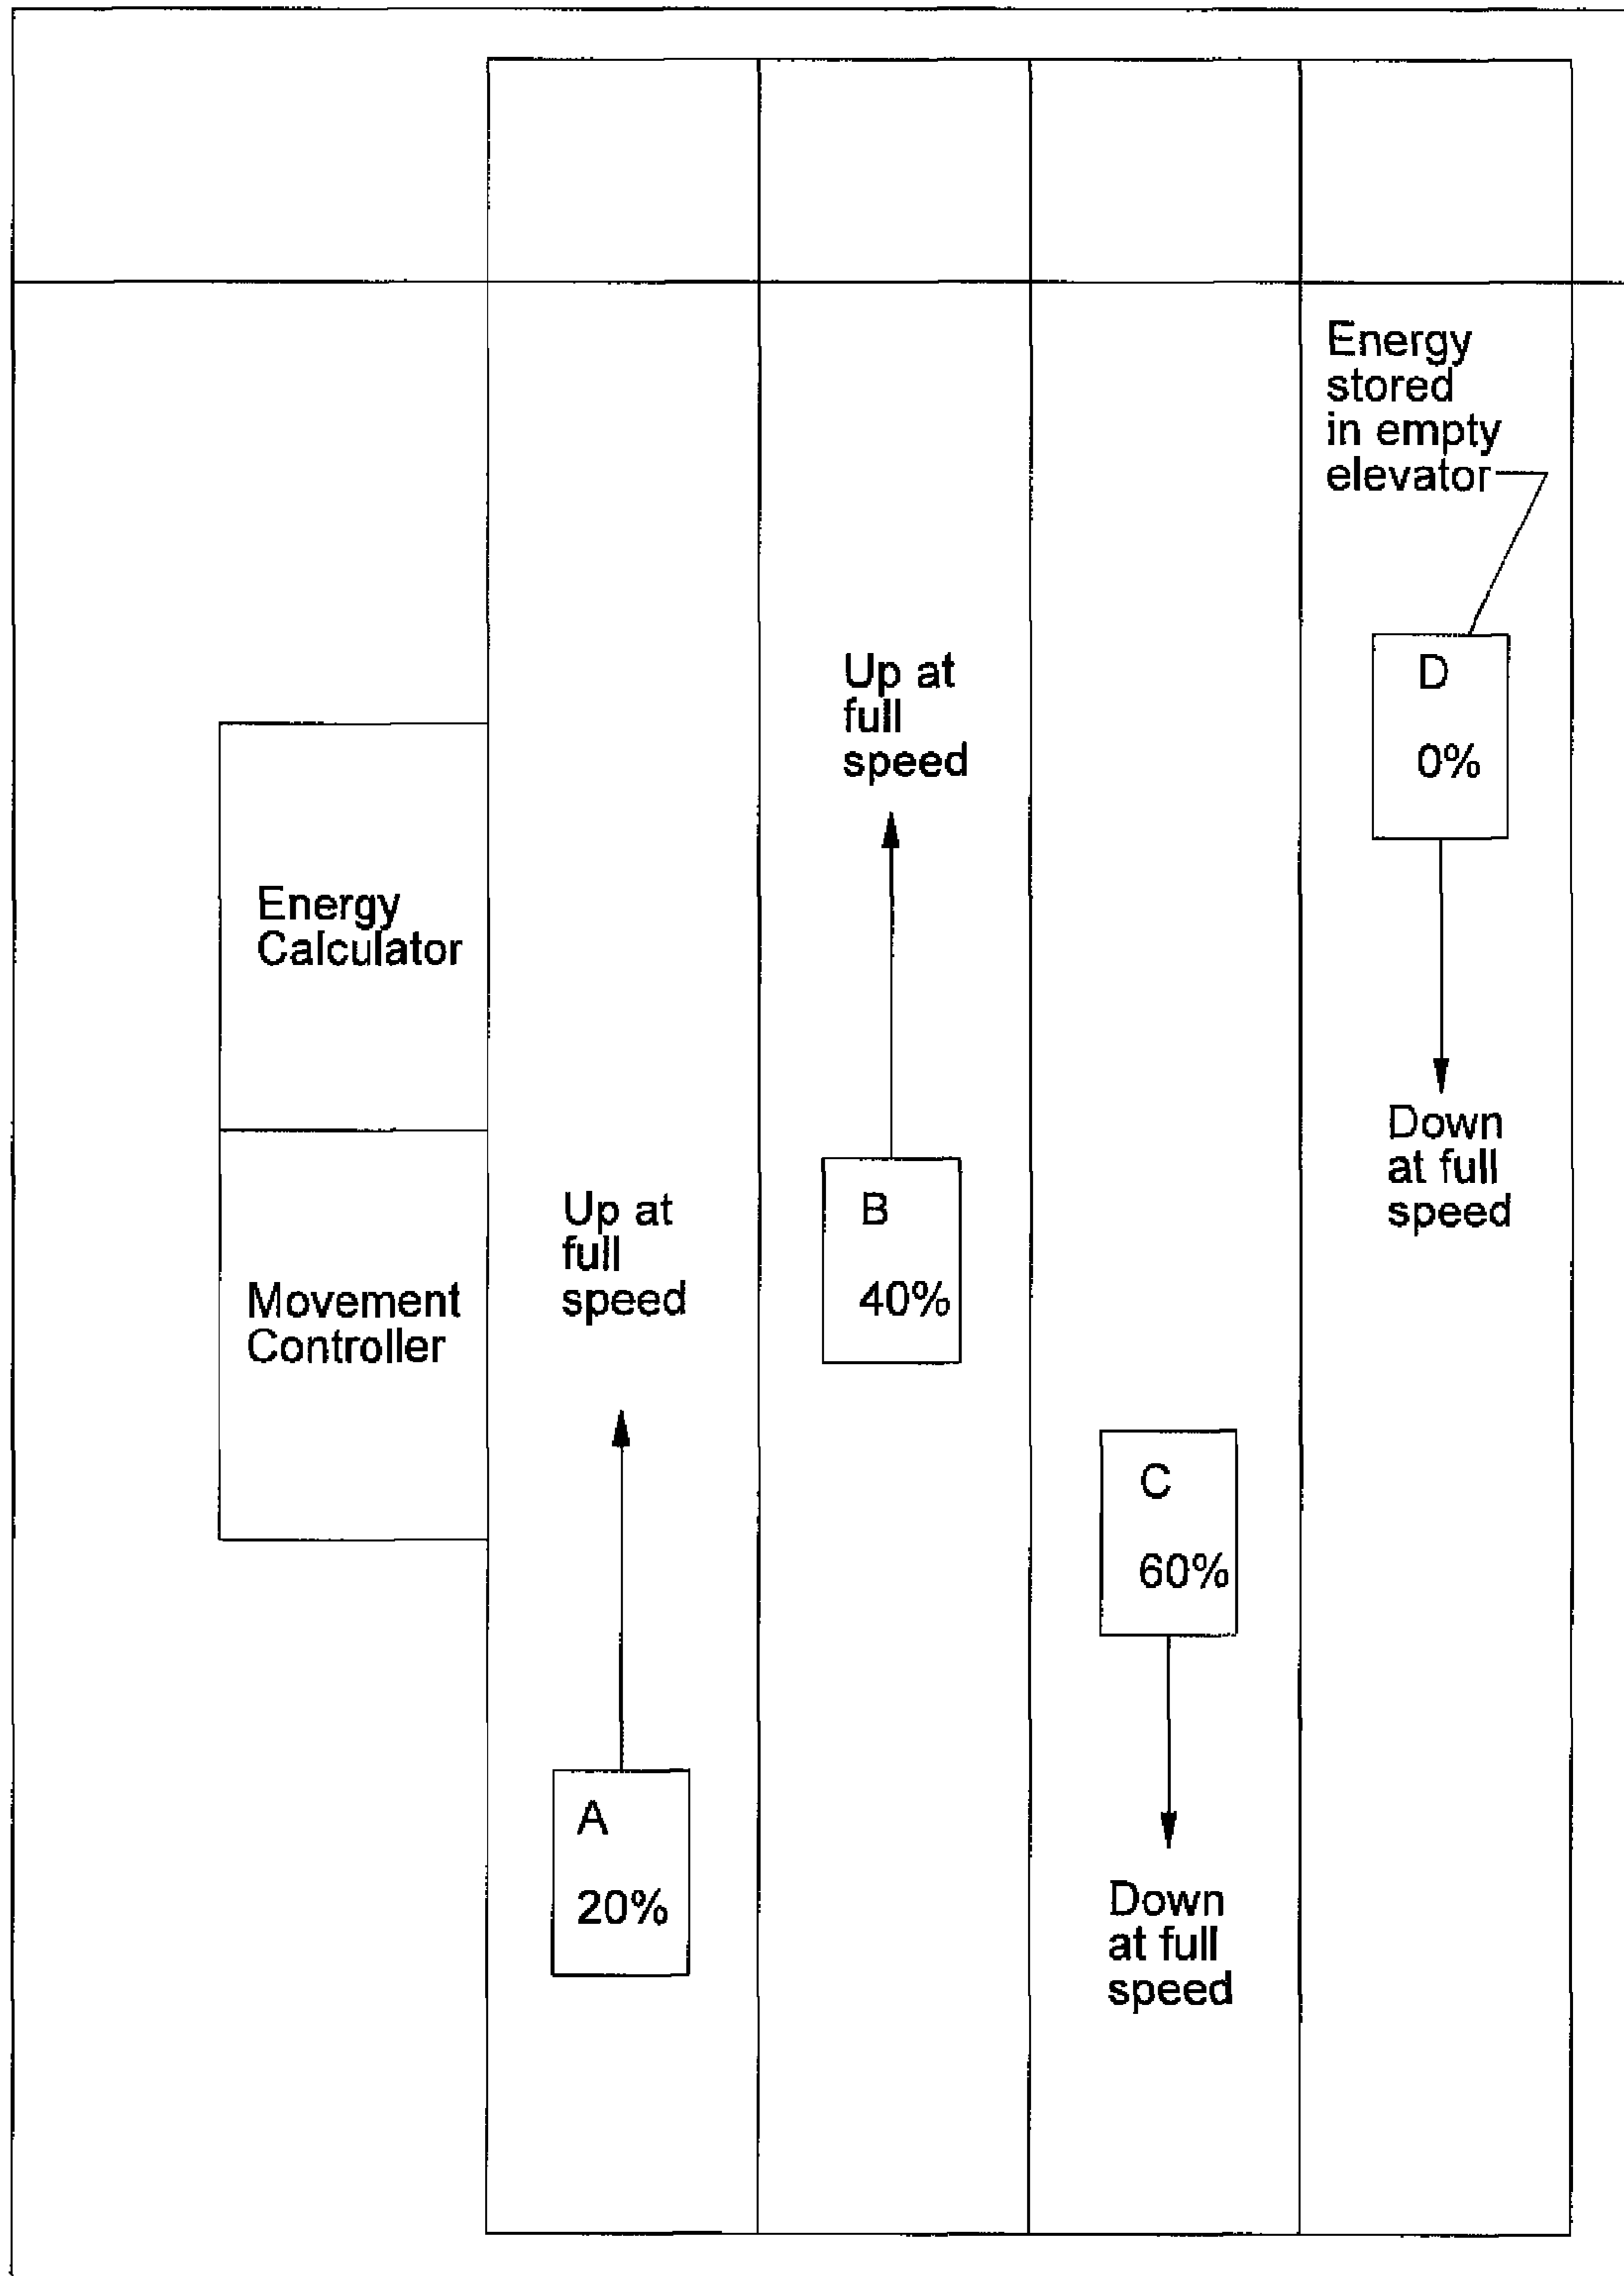 Energy
stored
in empty
elevator
D
0%
Up at
full
speed
Energy
Calculator
Down
at full
speed
B
40%
Up at
full
speed
Movement
Controller
C
60%
A
20%
Down
at full
speed